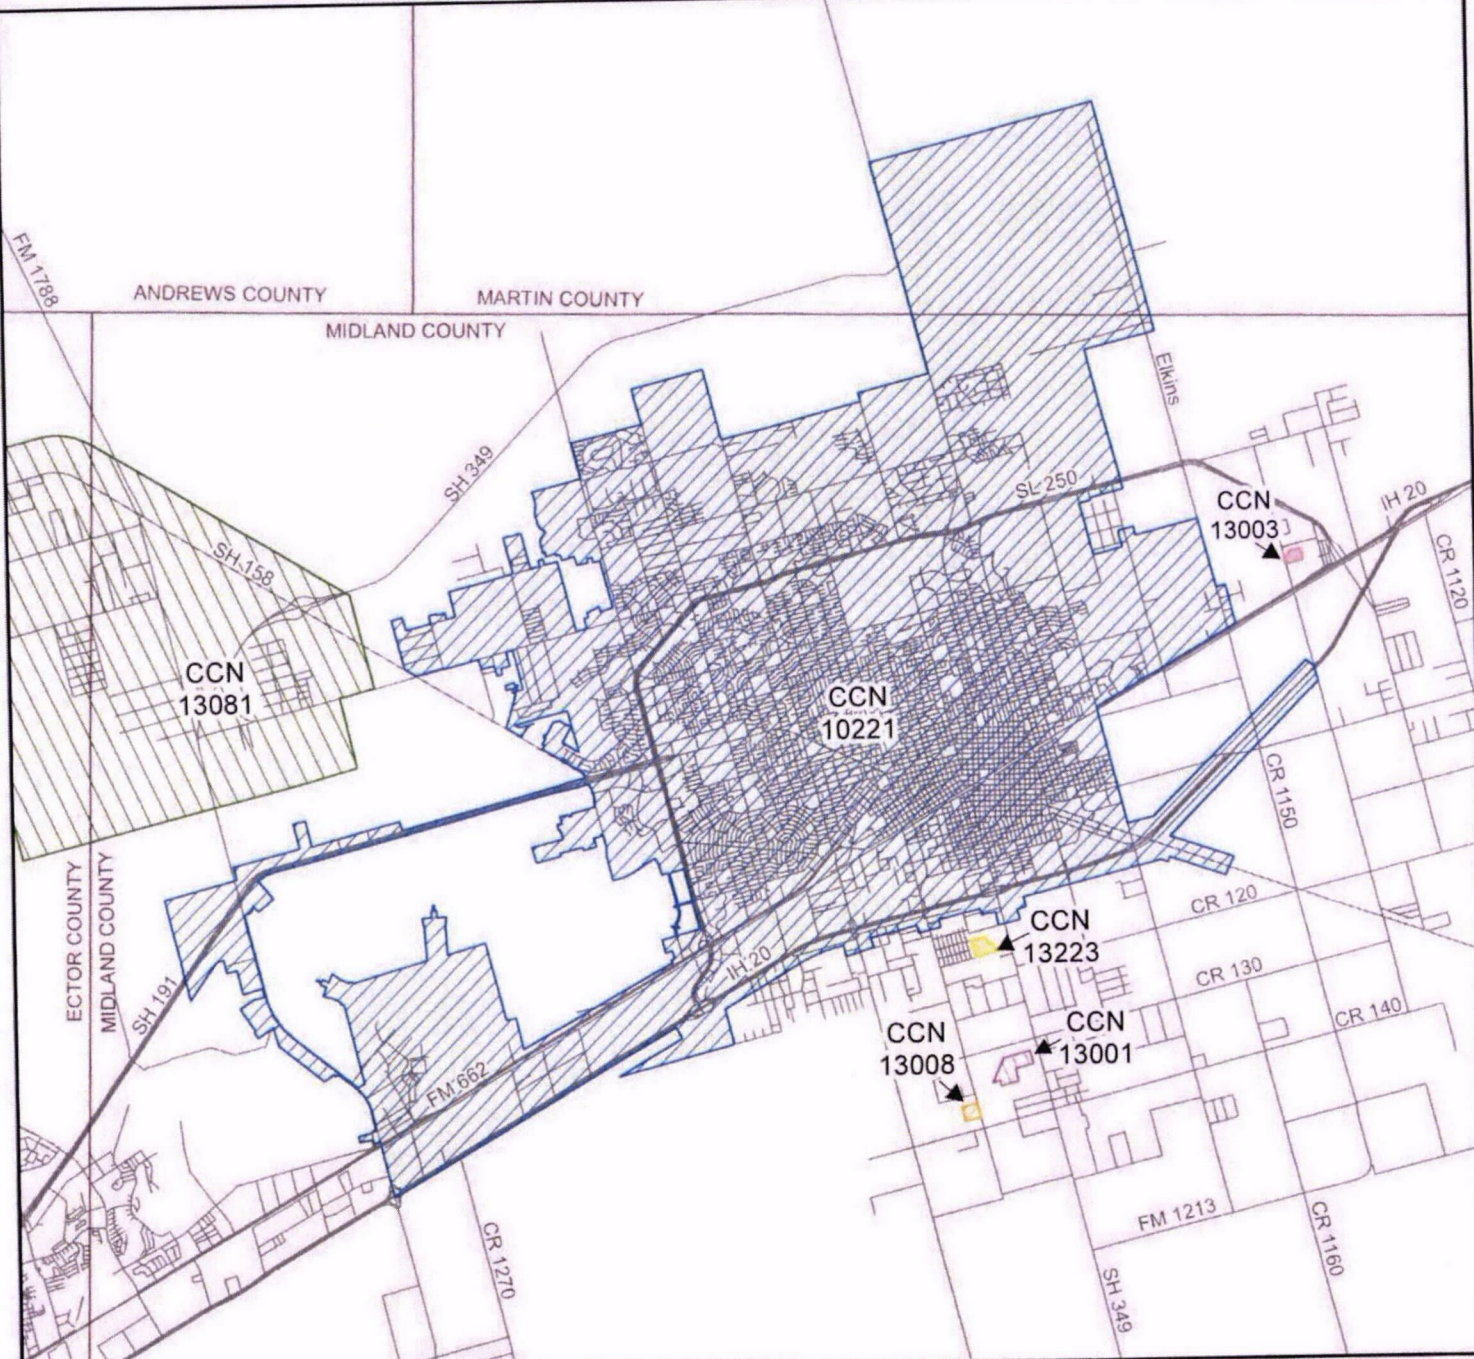 FM 1788
ANDREWS COUNTY
MARTIN COUNTY
MIDLAND COUNTY
Elkins
SH 349
SL 250
CCN
13003
IH 20
CR 1120
SH 158
CCN
13081
CCN
10221
CR 1150
ECTOR COUNTY
MIDLAND COUNTY
CR 120
CCN
13223
SH 191
IH 20
CR 130
CR 140
CCN
13008
CCN
13001
FM 662
FM 1213
CR 1270
CR 1160
SH 349